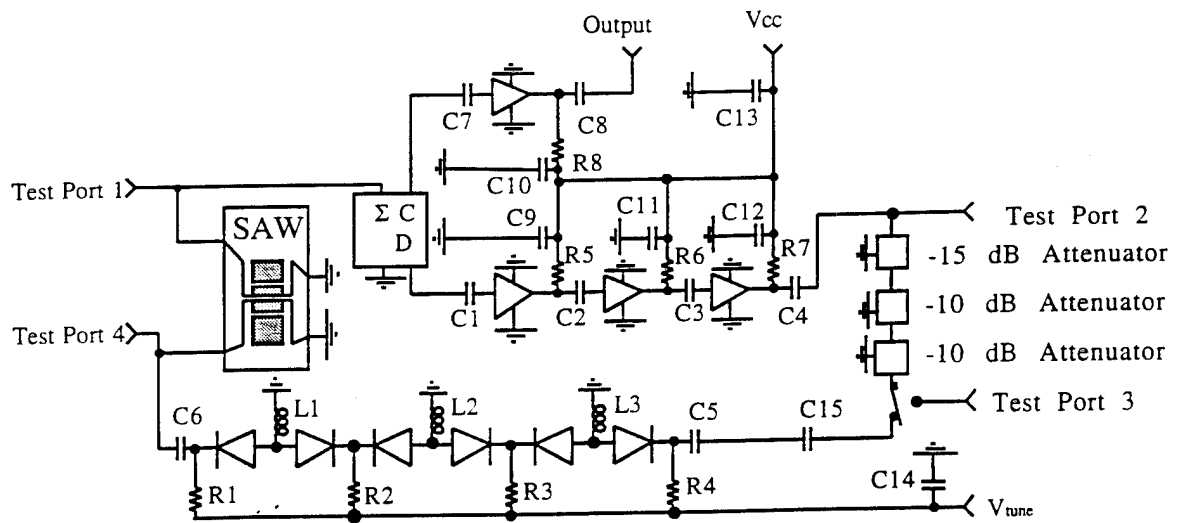 Output
Vcc
C7
C8
C13
R8
C10
Test Port 1
Σ C
D
SAW
C9
C11
C12
R5
R6
R7
Test Port 2
-15 dB Attenuator
C1
C2
C3
C4
-10 dB Attenuator
Test Port 4
-10 dB Attenuator
Test Port 3
C6
L1
L2
L3
C5
C15
R1
R2
R3
R4
C14
Vtune